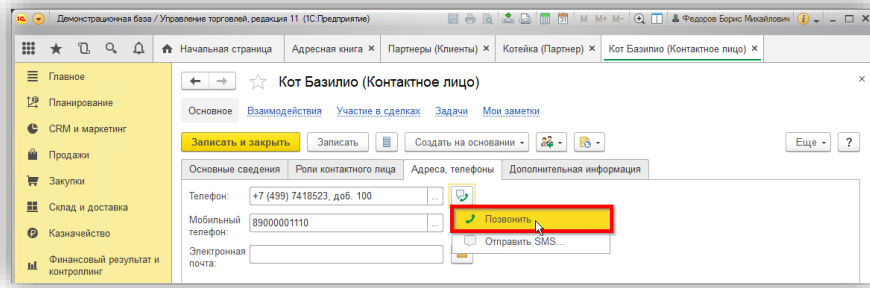 1С Демонстрационная база / Управление торговлей, редакция 11 (1С:Предприятие) M M+ M- Федоров Борис Михайлович
Начальная страница Адресная книга × Партнеры (Клиенты) × Котейка (Партнер) × Кот Базилио (Контактное лицо) ×
Главное
Планирование
CRM и маркетинг
Продажи
Закупки
Склад и доставка
Казначейство
Финансовый результат и
контроллинг
Кот Базилио (Контактное лицо)
Основное Взаимодействия Участие в сделках Задачи Мои заметки
Записать и закрыть Записать Создать на основании Еще ?
Основные сведения Роли контактного лица Адреса, телефоны Дополнительная информация
Телефон: +7 (499) 7418523, доб. 100 ...
Мобильный
телефон: 89000001110 ...
Электронная
почта:
Позвонить
Отправить SMS...